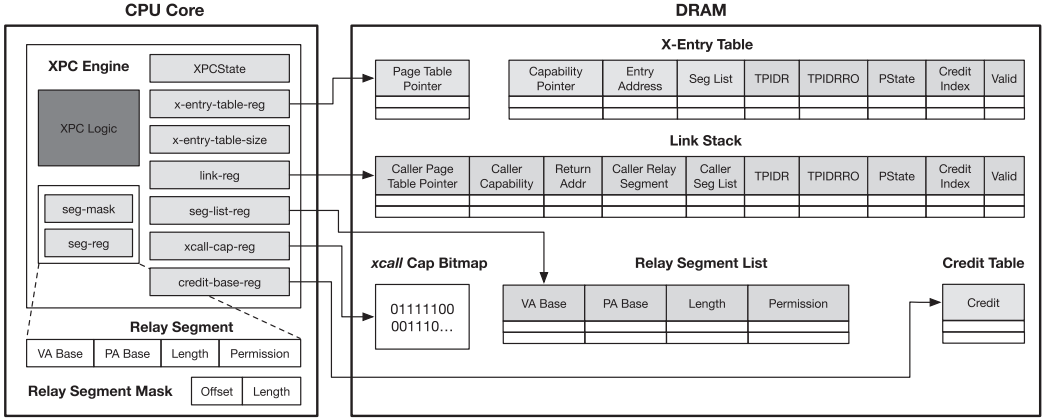 CPU Core
DRAM
XPC Engine
XPC Logic
seg-mask
seg-reg
XPCState
x-entry-table-reg
x-entry-table-size
link-reg
seg-list-reg
xcall-cap-reg
credit-base-reg
Relay Segment
VA Base PA Base Length Permission
Relay Segment Mask Offset Length
X-Entry Table
Page Table
Pointer
Capability
Pointer
Entry
Address
Seg List
TPIDR
TPIDRRO
PState
Credit
Index
Valid
Link Stack
Caller Page
Table Pointer
Caller
Capability
Return
Addr
Caller Relay
Segment
Caller
Seg List
TPIDR
TPIDRRO
PState
Credit
Index
Valid
xcall Cap Bitmap
01111100
001110...
Relay Segment List
VA Base PA Base Length Permission
Credit Table
Credit